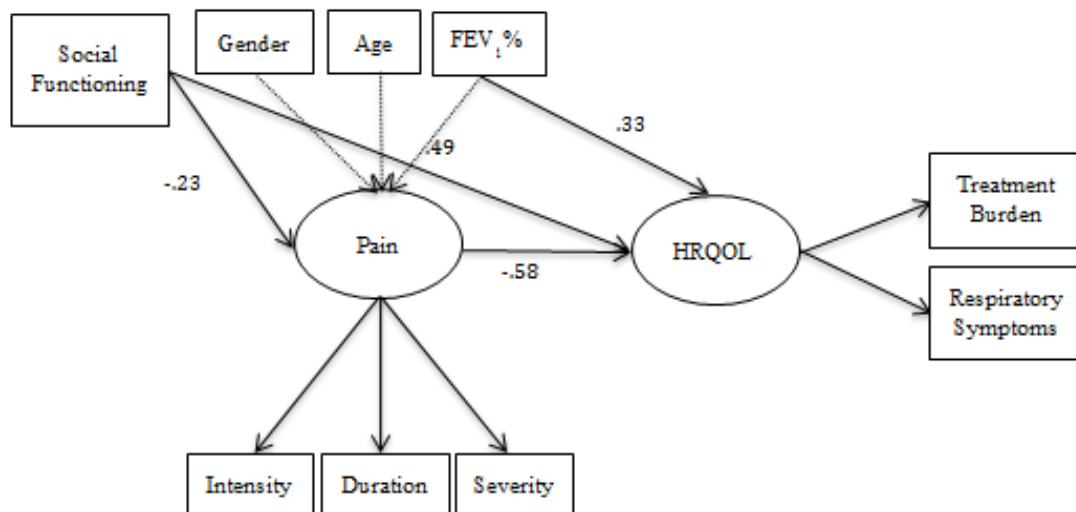 Social
Functioning
Gender
Age
FEV₁%
.33
.49
-.23
Pain
-.58
HRQOL
Treatment
Burden
Respiratory
Symptoms
Intensity
Duration
Severity